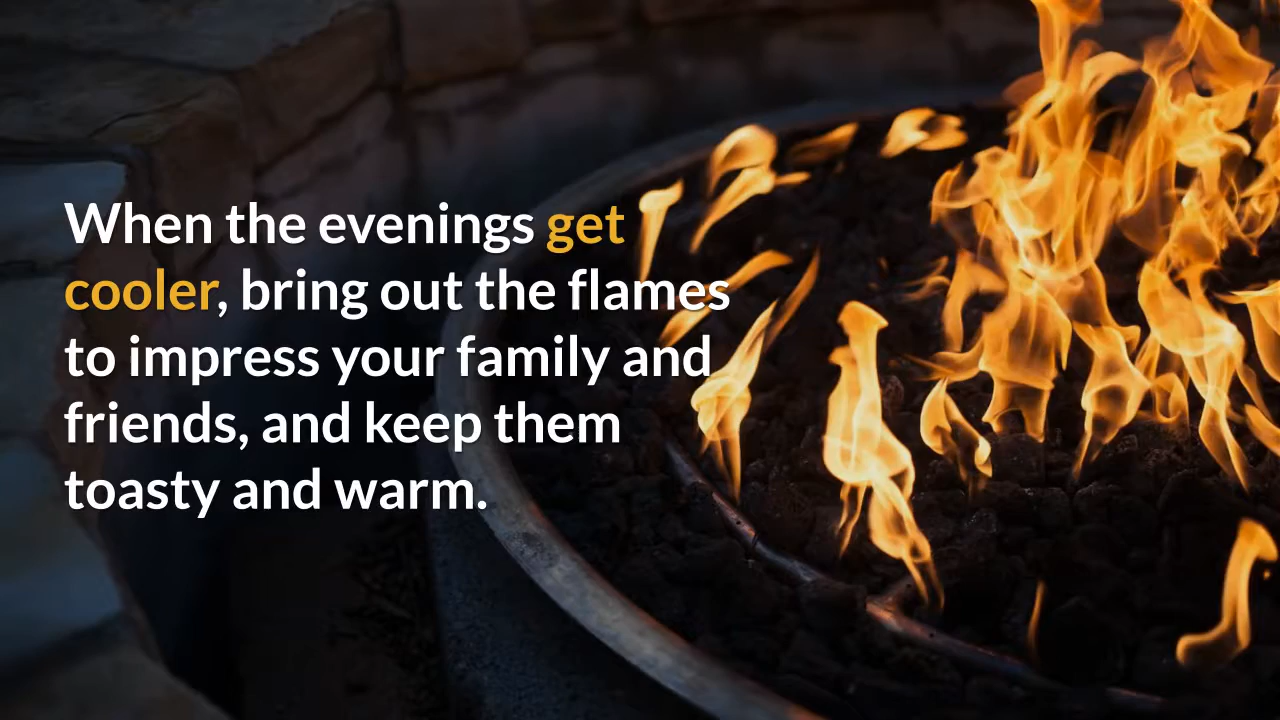 When the evenings get
cooler, bring out the flames
to impress your family and
friends, and keep them
toasty and warm.